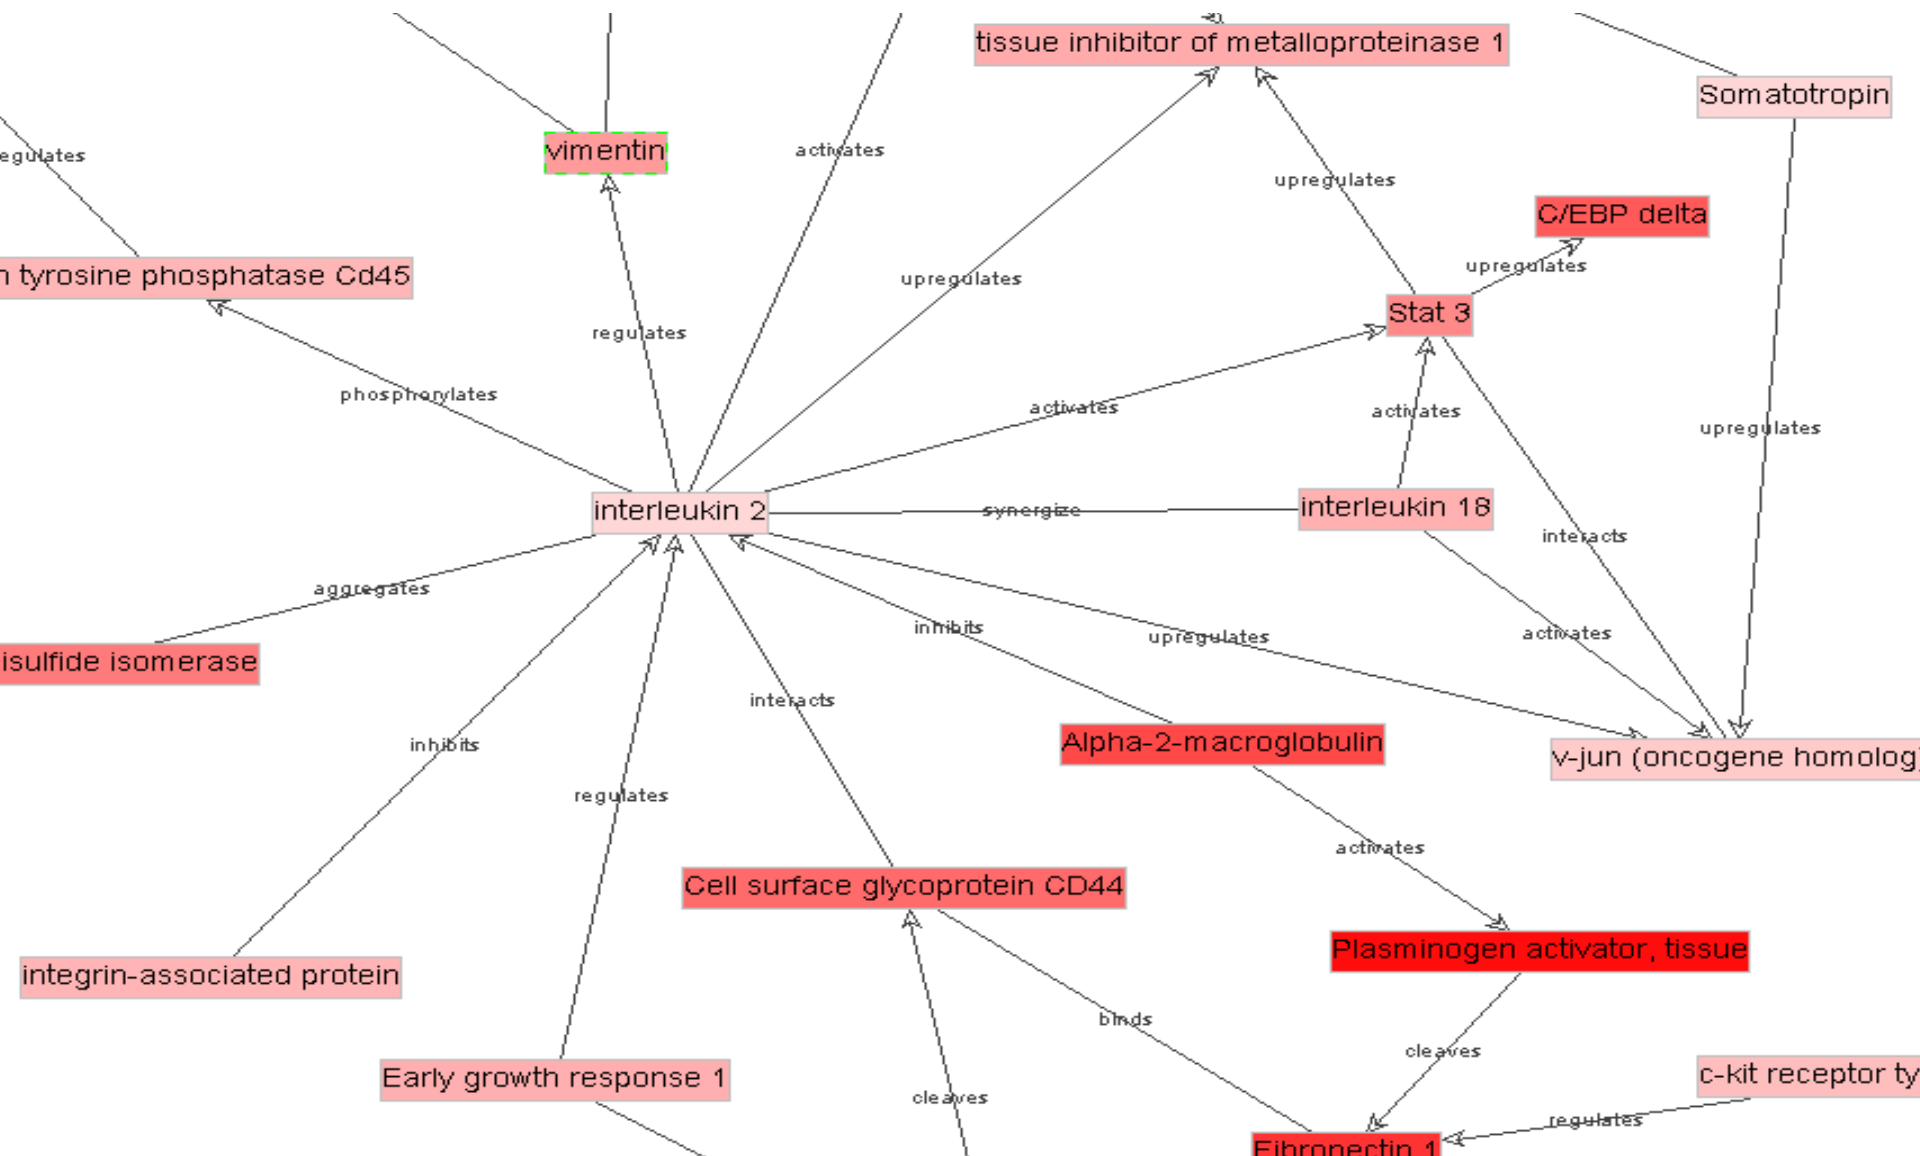 tissue inhibitor of metalloproteinase 1
Somatotropin
vimentin
activates
egulates
upregulates
C/EBP delta
upregulates
n tyrosine phosphatase Cd45
upregulates
Stat 3
regulates
phosphorylates
activates
activates
upregulates
interleukin 2
synergize
interleukin 18
interacts
aggregates
inhibits
upregulates
activates
isulfide isomerase
interacts
inhibits
Alpha-2-macroglobulin
v-jun (oncogene homolog)
regulates
activates
Cell surface glycoprotein CD44
Plasminogen activator, tissue
integrin-associated protein
binds
cleaves
Early growth response 1
c-kit receptor ty
cleaves
regulates
Fibronectin 1